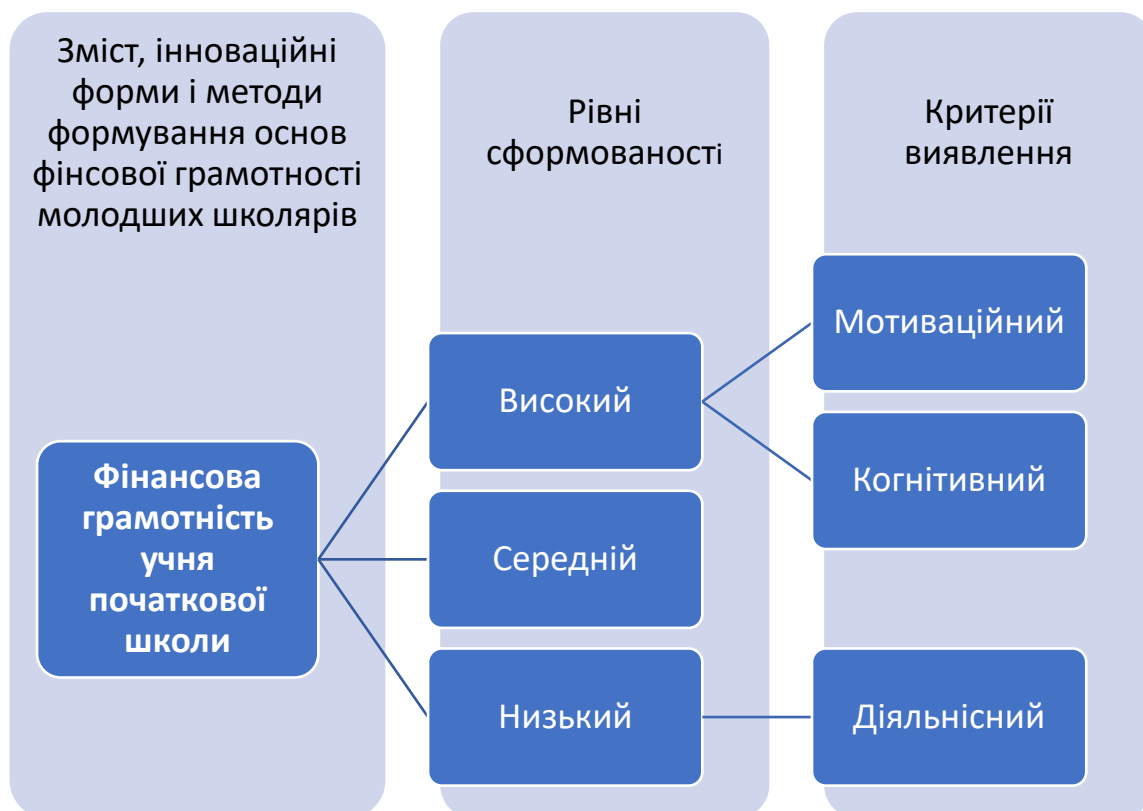 Зміст, інноваційні
форми і методи
формування основ
фінсової грамотності
молодших школярів
Рівні
сформованості
Критерії
виявлення
Фінансова
грамотність
учня
початкової
школи
Високий
Середній
Низький
Мотиваційний
Когнітивний
Діяльнісний